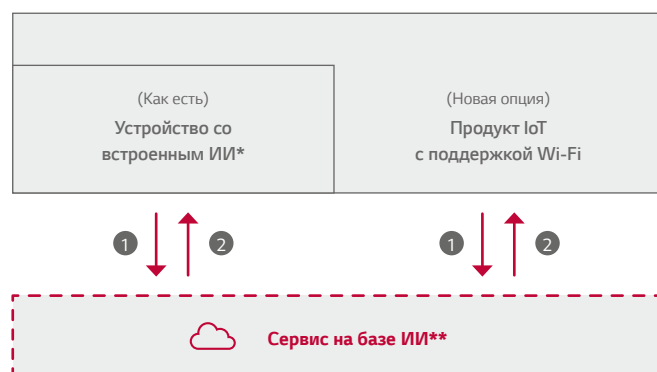 (Как есть)
Устройство со
встроенным ИИ*
(Новая опция)
Продукт IoT
с поддержкой Wi-Fi
1 2 1 2
Сервис на базе ИИ**